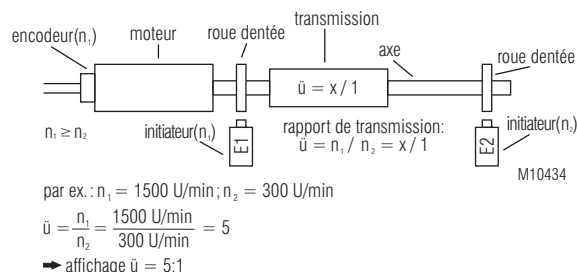 transmission
encodeur(n₁)
moteur
roue dentée
axe
roue dentée
ü = x / 1
n₁ ≥ n₂
initiateur(n₁)
E1
rapport de transmission:
ü = n₁ / n₂ = x / 1
E2
initiateur(n₂)
M10434
par ex.: n₁ = 1500 U/min; n₂ = 300 U/min
ü = n₁ / n₂ = 1500 U/min / 300 U/min = 5
➡ affichage ü = 5:1